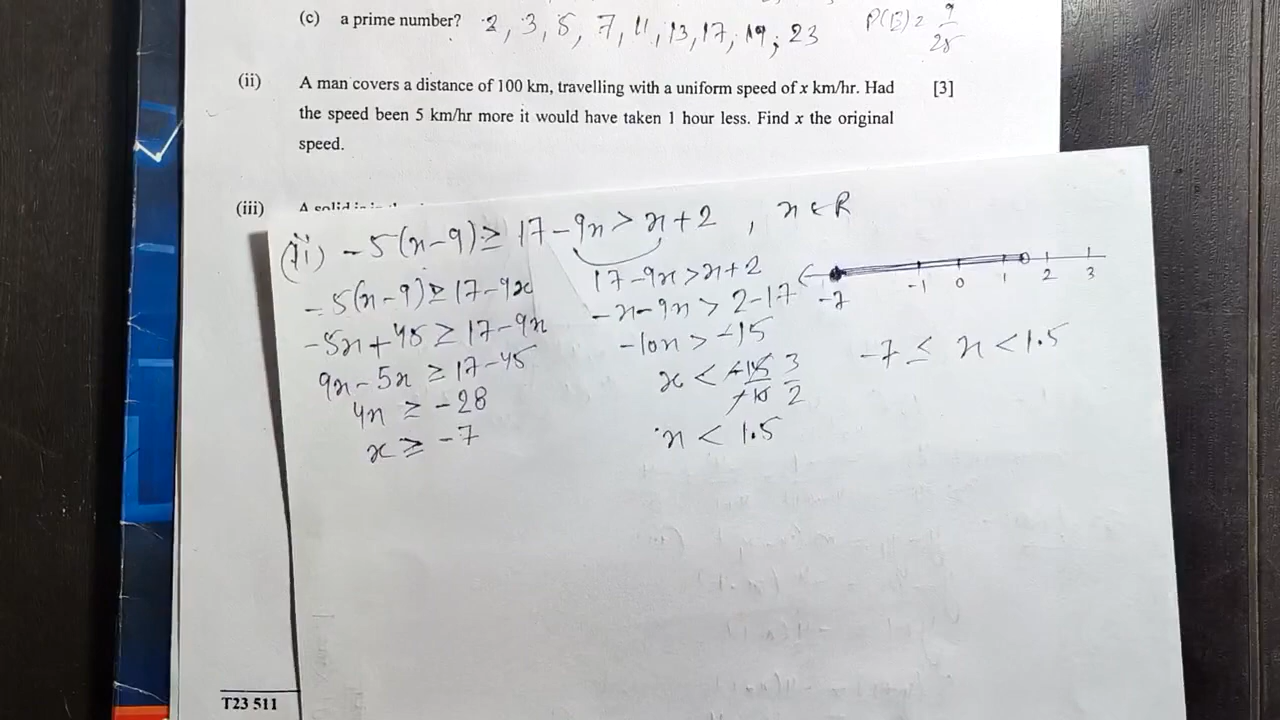 (c) a prime number? 2, 3, 5, 7, 11, 13, 17, 19, 23 P(B) = 9/25
(ii) A man covers a distance of 100 km, travelling with a uniform speed of x km/hr. Had [3]
the speed been 5 km/hr more it would have taken 1 hour less. Find x the original
speed.
(iii) A solid
(ii) -5(x-9) ≥ 17-9x > x+2 , x ∈ R
-5(x-9) ≥ 17-9x
-5x+45 ≥ 17-9x
9x-5x ≥ 17-45
4x ≥ -28
x ≥ -7
17-9x > x+2
-x-9x > 2-17
-10x > -15
x < -15/-10 3/2
x < 1.5
-7 -1 0 1 2 3
-7 ≤ x < 1.5
T23 511